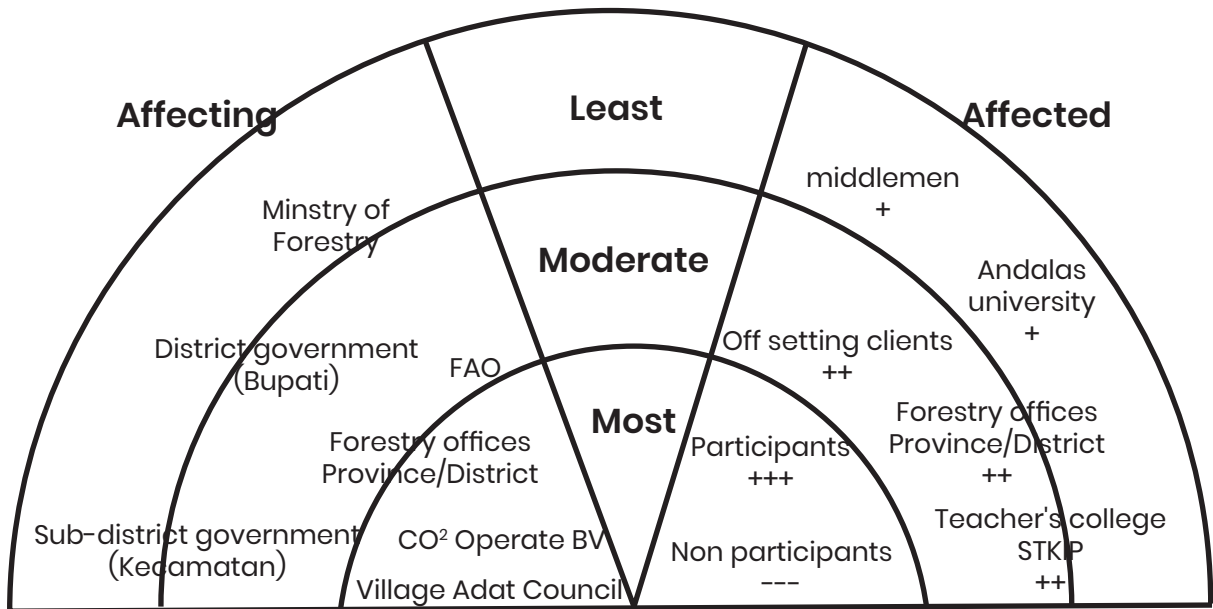 Affecting
Least
Affected
Minstry of
Forestry
middlemen
+
Andalas
university
+
Moderate
District government
(Bupati)
FAO
Off setting clients
++
Most
Forestry offices
Province/District
Participants
+++
Forestry offices
Province/District
++
Sub-district government
(Kecamatan)
CO² Operate BV
Village Adat Council
Non participants
---
Teacher's college
STKIP
++